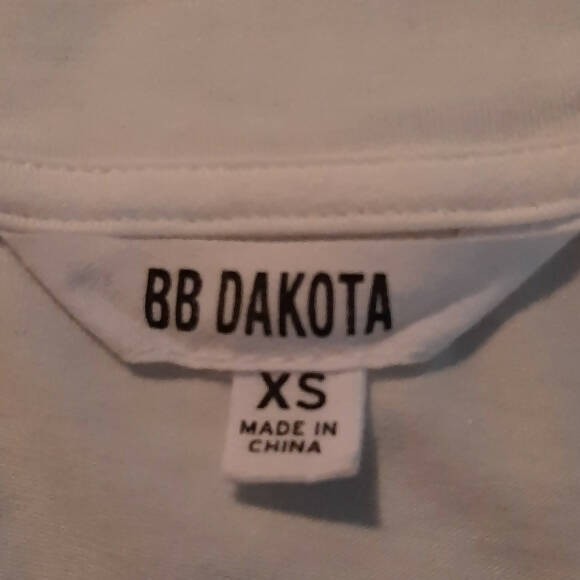 BB DAKOTA
XS
MADE IN
CHINA